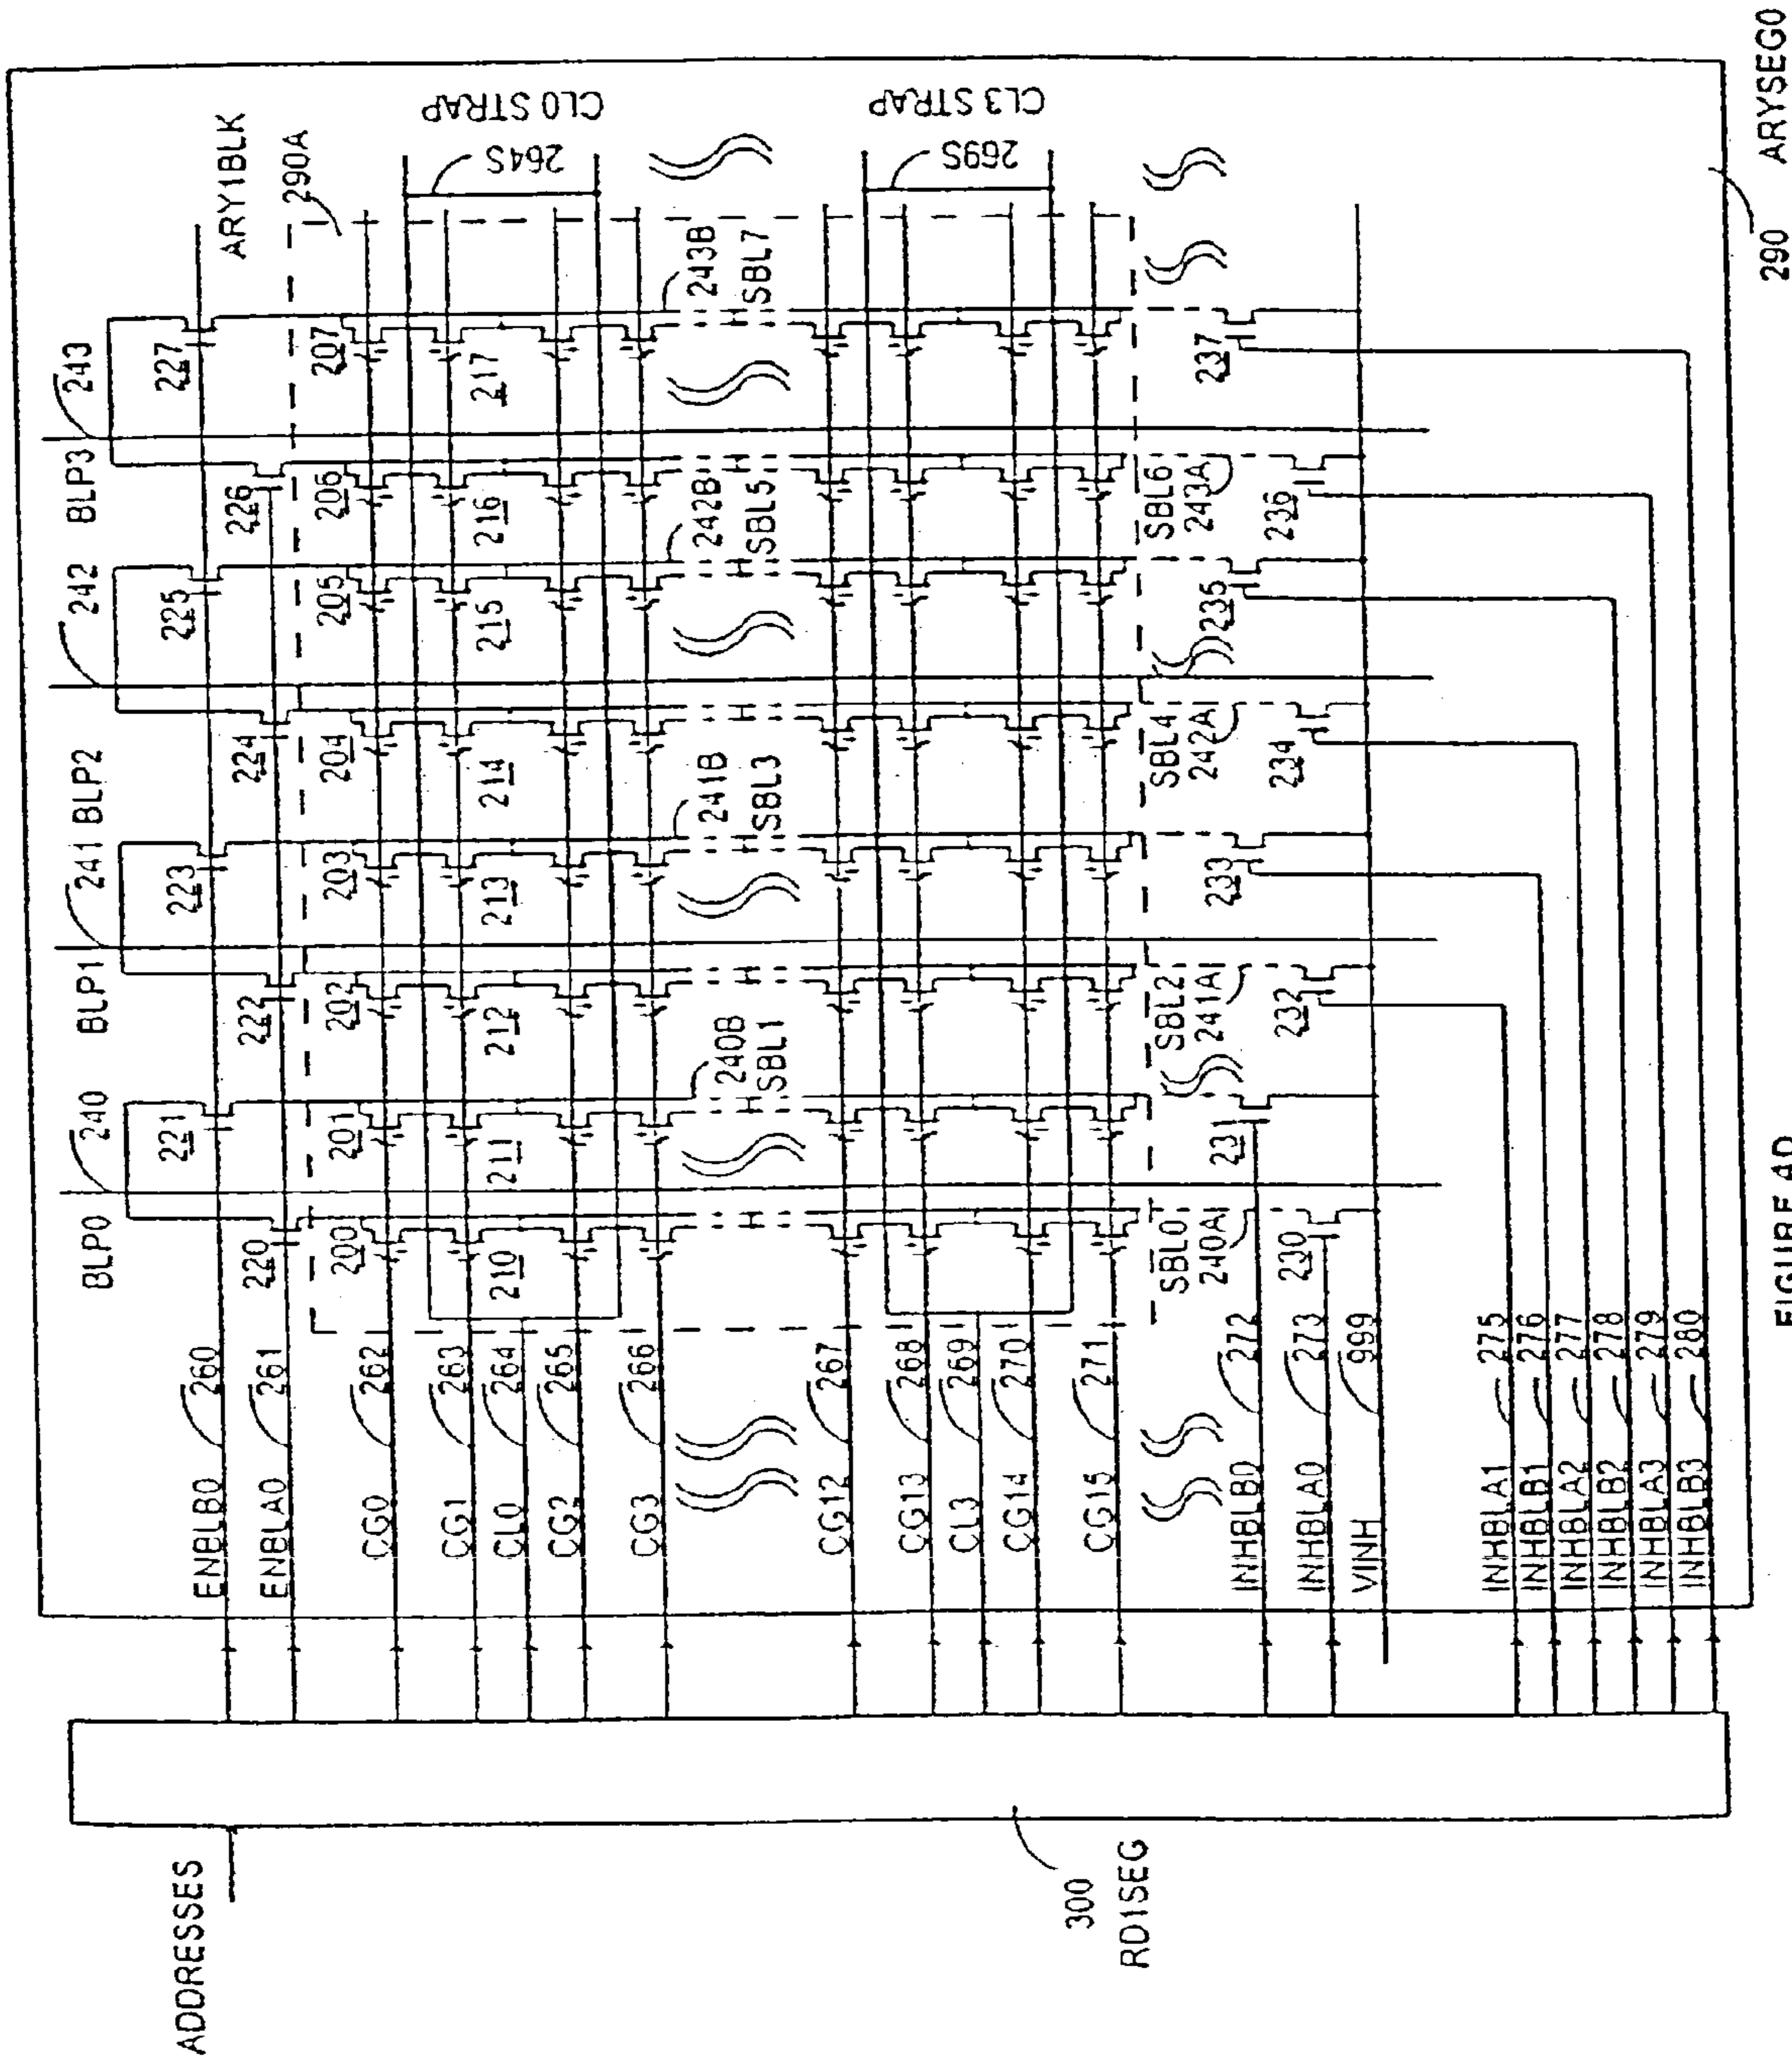 ADDRESSES
300
RD1SEG
BLP0 240 BLP1 241 BLP2 242 BLP3 243
ENBLB0 260 221 223 225 227
ARY1BLK
ENBLA0 261 220 222 224 226
290A
CG0 262 200 201 202 203 204 205 206 207
CG1 263
CL0 264 210 211 212 213 214 215 216 217
264S
CL0 STRAP
CG2 265
CG3 266
240B
SBL1
241B
SBL3
242B
SBL5
243B
SBL7
CG12 267
CG13 268
CL3 269
269S
CL3 STRAP
CG14 270
CG15 271
SBL0 SBL2 SBL4 SBL6
240A 241A 242A 243A
INHBLB0 272 231 233 235 237
INHBLA0 273 230 232 234 236
VINH 999
INHBLA1 275
INHBLB1 276
INHBLA2 277
INHBLB2 278
INHBLA3 279
INHBLB3 280
290 ARYSEG0
FIGURE 4D